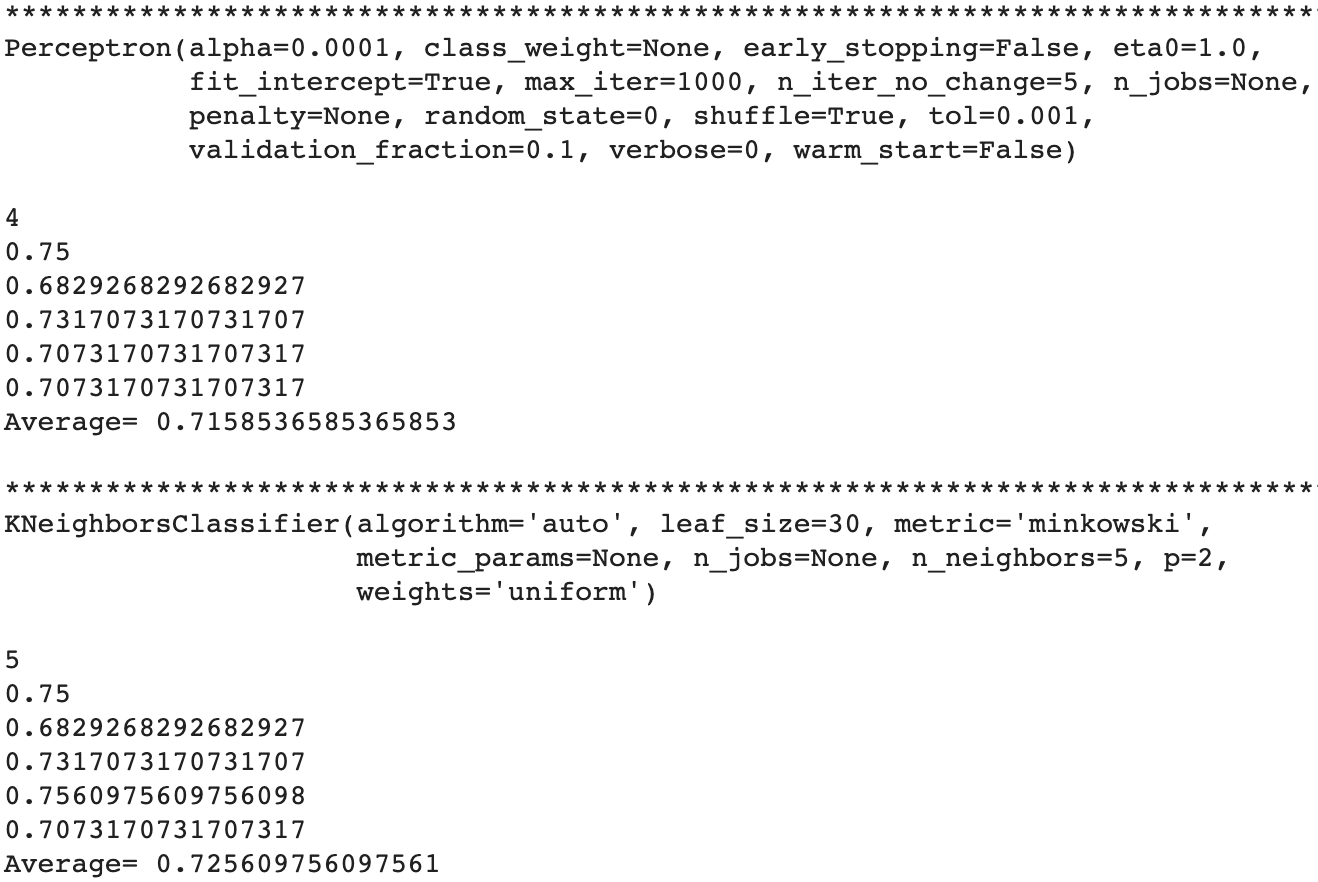 ******************************************************************************
Perceptron(alpha=0.0001, class_weight=None, early_stopping=False, eta0=1.0,
           fit_intercept=True, max_iter=1000, n_iter_no_change=5, n_jobs=None,
           penalty=None, random_state=0, shuffle=True, tol=0.001,
           validation_fraction=0.1, verbose=0, warm_start=False)
4
0.75
0.6829268292682927
0.7317073170731707
0.7073170731707317
0.7073170731707317
Average= 0.7158536585365853
******************************************************************************
KNeighborsClassifier(algorithm='auto', leaf_size=30, metric='minkowski',
                     metric_params=None, n_jobs=None, n_neighbors=5, p=2,
                     weights='uniform')
5
0.75
0.6829268292682927
0.7317073170731707
0.7560975609756098
0.7073170731707317
Average= 0.725609756097561